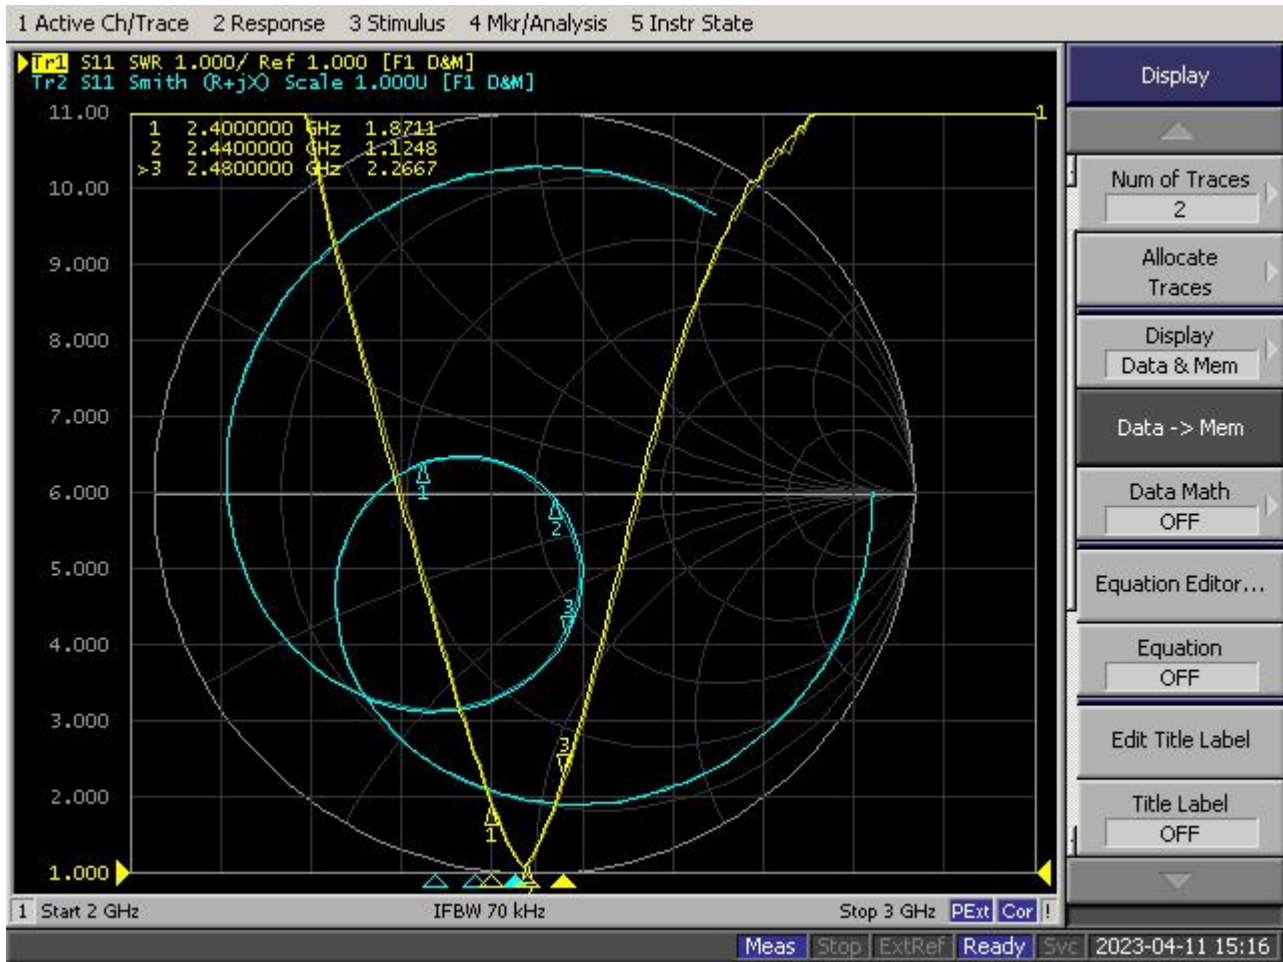 1 Active Ch/Trace 2 Response 3 Stimulus 4 Mkr/Analysis 5 Instr State
Tr1 S11 SWR 1.000/ Ref 1.000 [F1 D&M]
Tr2 S11 Smith (R+jX) Scale 1.000U [F1 D&M]
1 2.4000000 GHz 1.8711
2 2.4400000 GHz 1.1248
>3 2.4800000 GHz 2.2667
11.00
10.00
9.000
8.000
7.000
6.000
5.000
4.000
3.000
2.000
1.000
1
1
2
3
3
1
1 Start 2 GHz IFBW 70 kHz Stop 3 GHz PExt Cor !
Display
Num of Traces
2
Allocate
Traces
Display
Data & Mem
Data -> Mem
Data Math
OFF
Equation Editor...
Equation
OFF
Edit Title Label
Title Label
OFF
Meas Stop ExtRef Ready Svc 2023-04-11 15:16